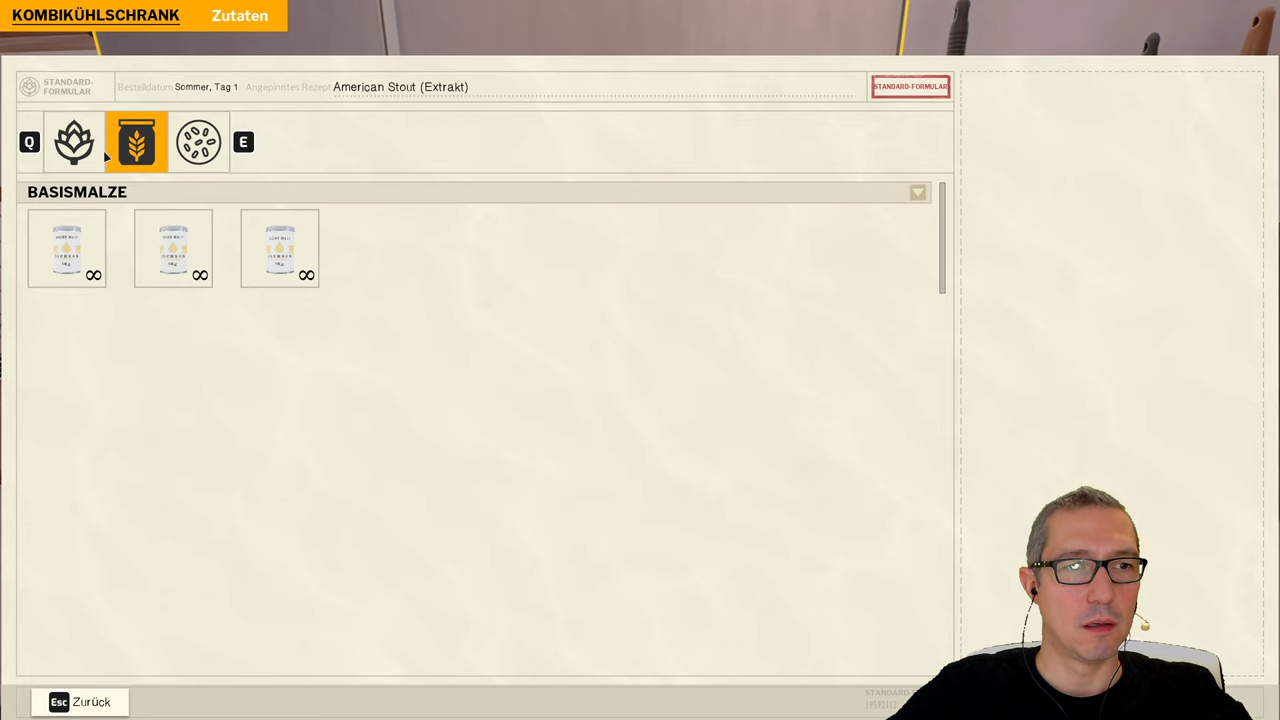 KOMBIKÜHLSCHRANK Zutaten
STANDARD-
FORMULAR
Bestelldatum Sommer, Tag 1 Angepinntes Rezept American Stout (Extrakt)
STANDARD-FORMULAR
Q E
BASISMALZE
∞ ∞ ∞
Esc Zurück